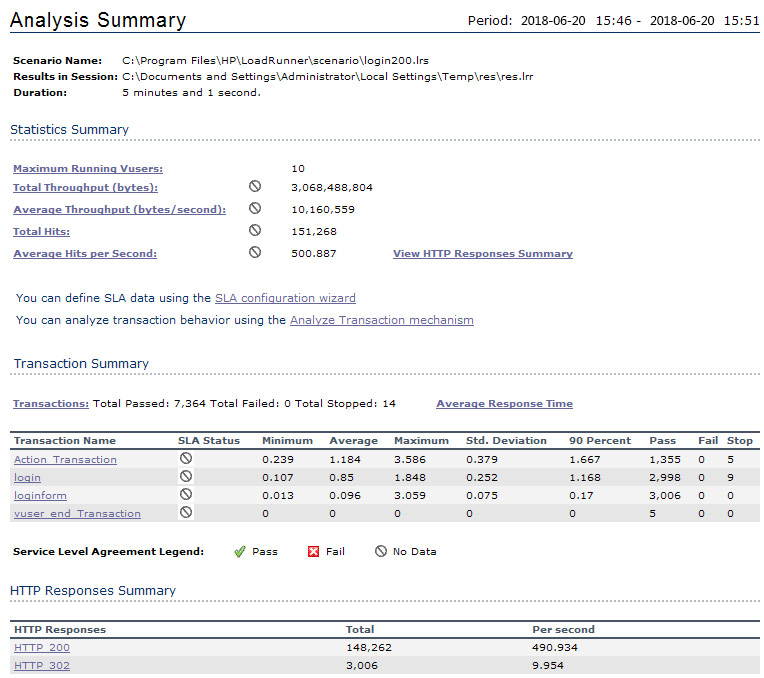 Analysis Summary Period: 2018-06-20 15:46 - 2018-06-20 15:51
Scenario Name: C:\Program Files\HP\LoadRunner\scenario\login200.lrs
Results in Session: C:\Documents and Settings\Administrator\Local Settings\Temp\res\res.lrr
Duration: 5 minutes and 1 second.
Statistics Summary
Maximum Running Vusers: 10
Total Throughput (bytes): 3,068,488,804
Average Throughput (bytes/second): 10,160,559
Total Hits: 151,268
Average Hits per Second: 500.887 View HTTP Responses Summary
You can define SLA data using the SLA configuration wizard
You can analyze transaction behavior using the Analyze Transaction mechanism
Transaction Summary
Transactions: Total Passed: 7,364 Total Failed: 0 Total Stopped: 14 Average Response Time
Transaction Name SLA Status Minimum Average Maximum Std. Deviation 90 Percent Pass Fail Stop
Action_Transaction 0.239 1.184 3.586 0.379 1.667 1,355 0 5
login 0.107 0.85 1.848 0.252 1.168 2,998 0 9
loginform 0.013 0.096 3.059 0.075 0.17 3,006 0 0
vuser_end_Transaction 0 0 0 0 0 5 0 0
Service Level Agreement Legend: Pass Fail No Data
HTTP Responses Summary
HTTP Responses Total Per second
HTTP_200 148,262 490.934
HTTP_302 3,006 9.954